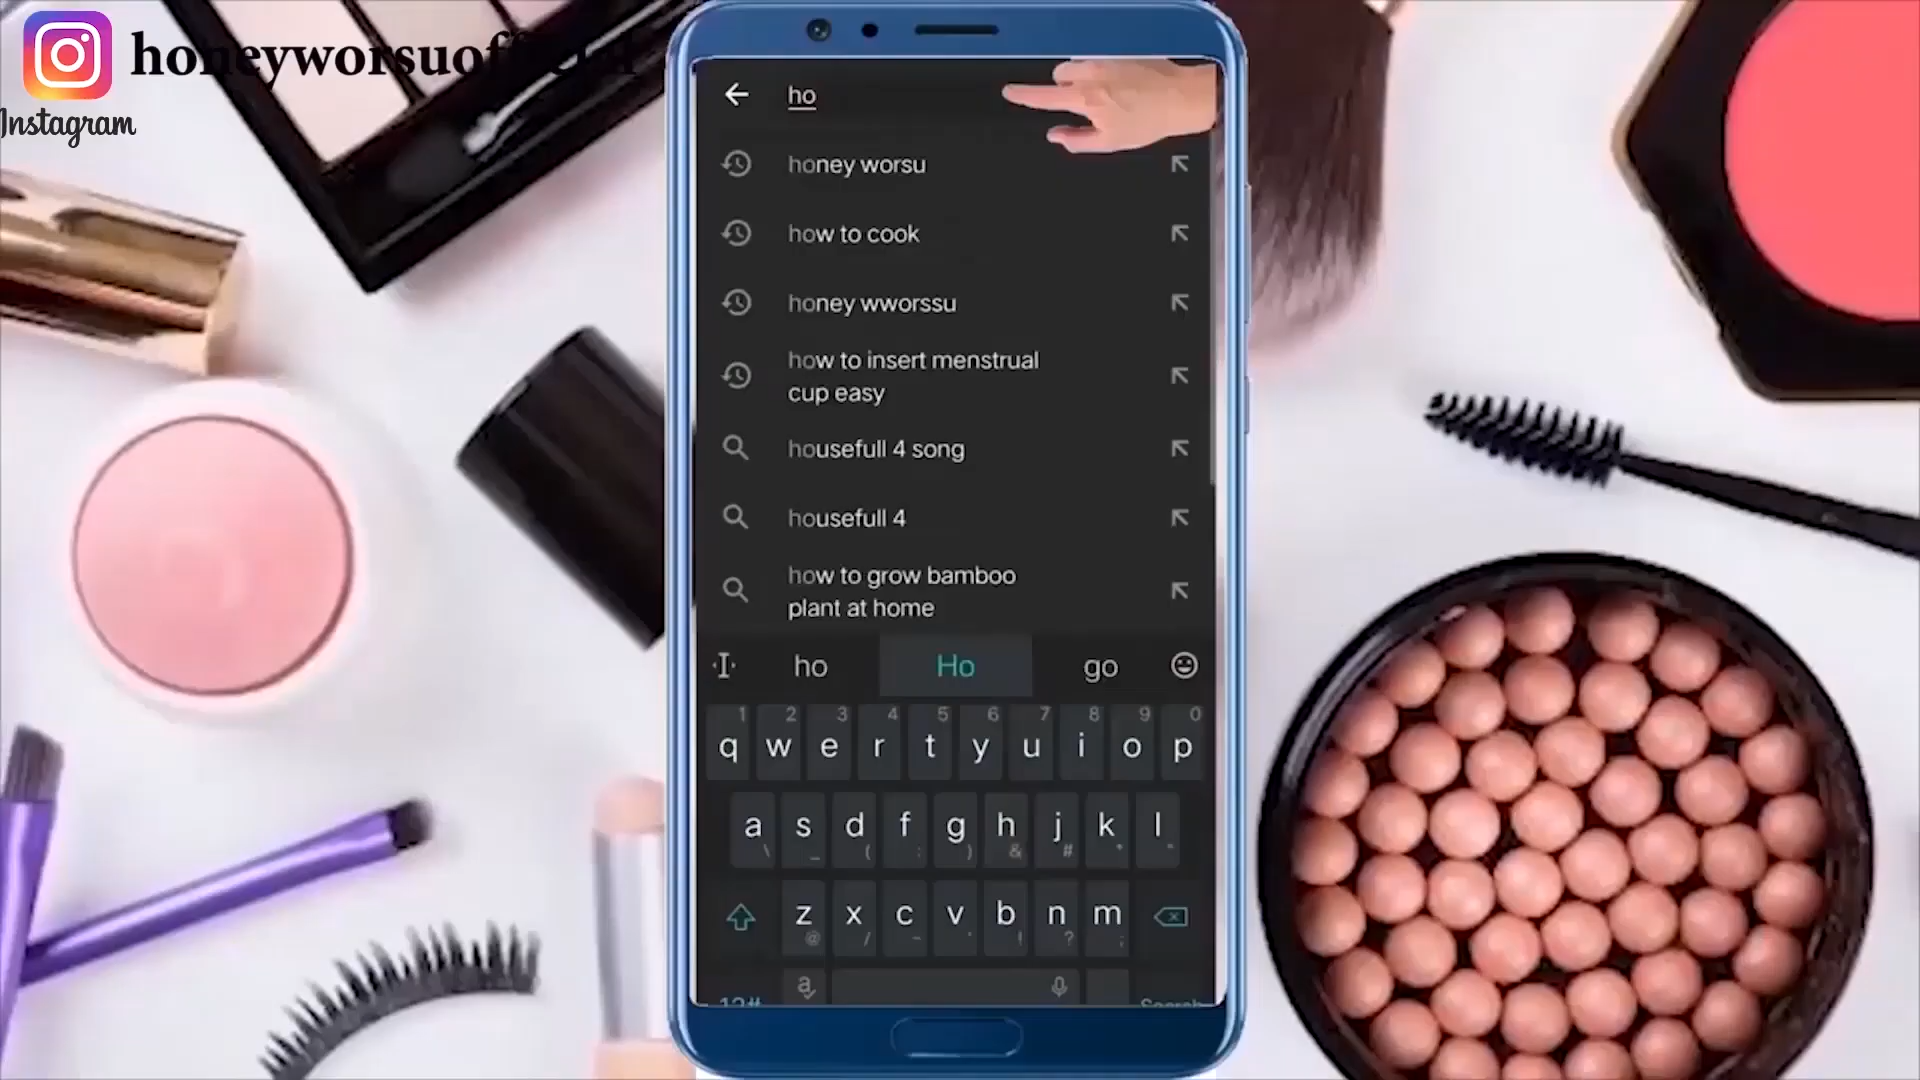 honeyworsuofficial
Instagram
ho
honey worsu
how to cook
honey wworssu
how to insert menstrual
cup easy
housefull 4 song
housefull 4
how to grow bamboo
plant at home
ho Ho go
1 2 3 4 5 6 7 8 9 0
q w e r t y u i o p
a s d f g h j k l
\ _ ( : ) & # * "
z x c v b n m
@ / - ' ! ? ;
12# a Search